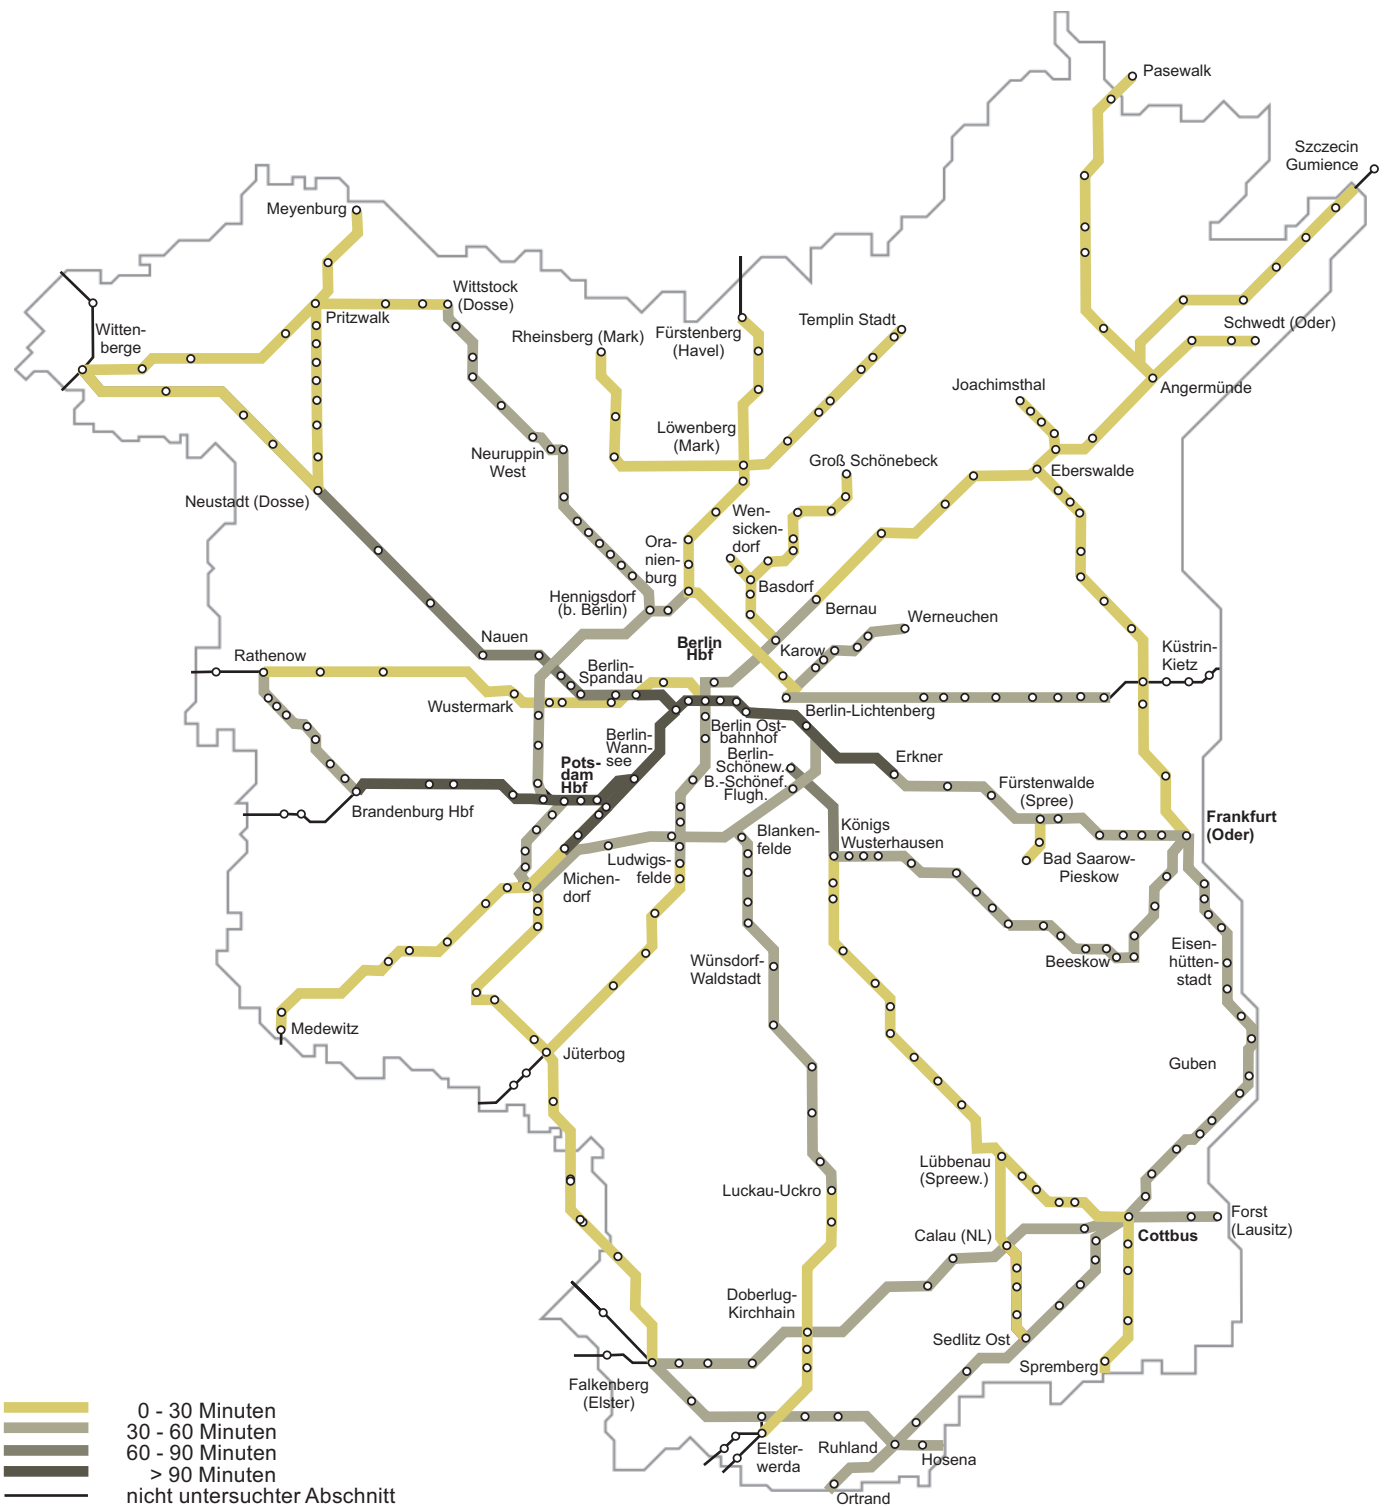 Pasewalk
Szczecin
Gumience
Meyenburg
Wittstock
(Dosse)
Pritzwalk
Witten-
berge
Rheinsberg (Mark)
Fürstenberg
(Havel)
Templin Stadt
Schwedt (Oder)
Joachimsthal
Angermünde
Löwenberg
(Mark)
Neuruppin
West
Groß Schönebeck
Eberswalde
Neustadt (Dosse)
Wen-
sicken-
dorf
Ora-
nien-
burg
Basdorf
Hennigsdorf
(b. Berlin)
Bernau
Werneuchen
Nauen
Berlin
Hbf
Karow
Küstrin-
Kietz
Rathenow
Berlin-
Spandau
Wustermark
Berlin-Lichtenberg
Berlin Ost-
bahnhof
Berlin-
Wann-
see
Berlin-
Schönew.
B.-Schönef.
Flugh.
Erkner
Pots-
dam
Hbf
Fürstenwalde
(Spree)
Brandenburg Hbf
Frankfurt
(Oder)
Blanken-
felde
Königs
Wusterhausen
Ludwigs-
felde
Bad Saarow-
Pieskow
Michen-
dorf
Wünsdorf-
Waldstadt
Beeskow
Eisen-
hütten-
stadt
Medewitz
Jüterbog
Guben
Lübbenau
(Spreew.)
Luckau-Uckro
Forst
(Lausitz)
Calau (NL)
Cottbus
Doberlug-
Kirchhain
Sedlitz Ost
Spremberg
Falkenberg
(Elster)
Elster-
werda
Ruhland
Hosena
Ortrand
0 - 30 Minuten
30 - 60 Minuten
60 - 90 Minuten
> 90 Minuten
nicht untersuchter Abschnitt